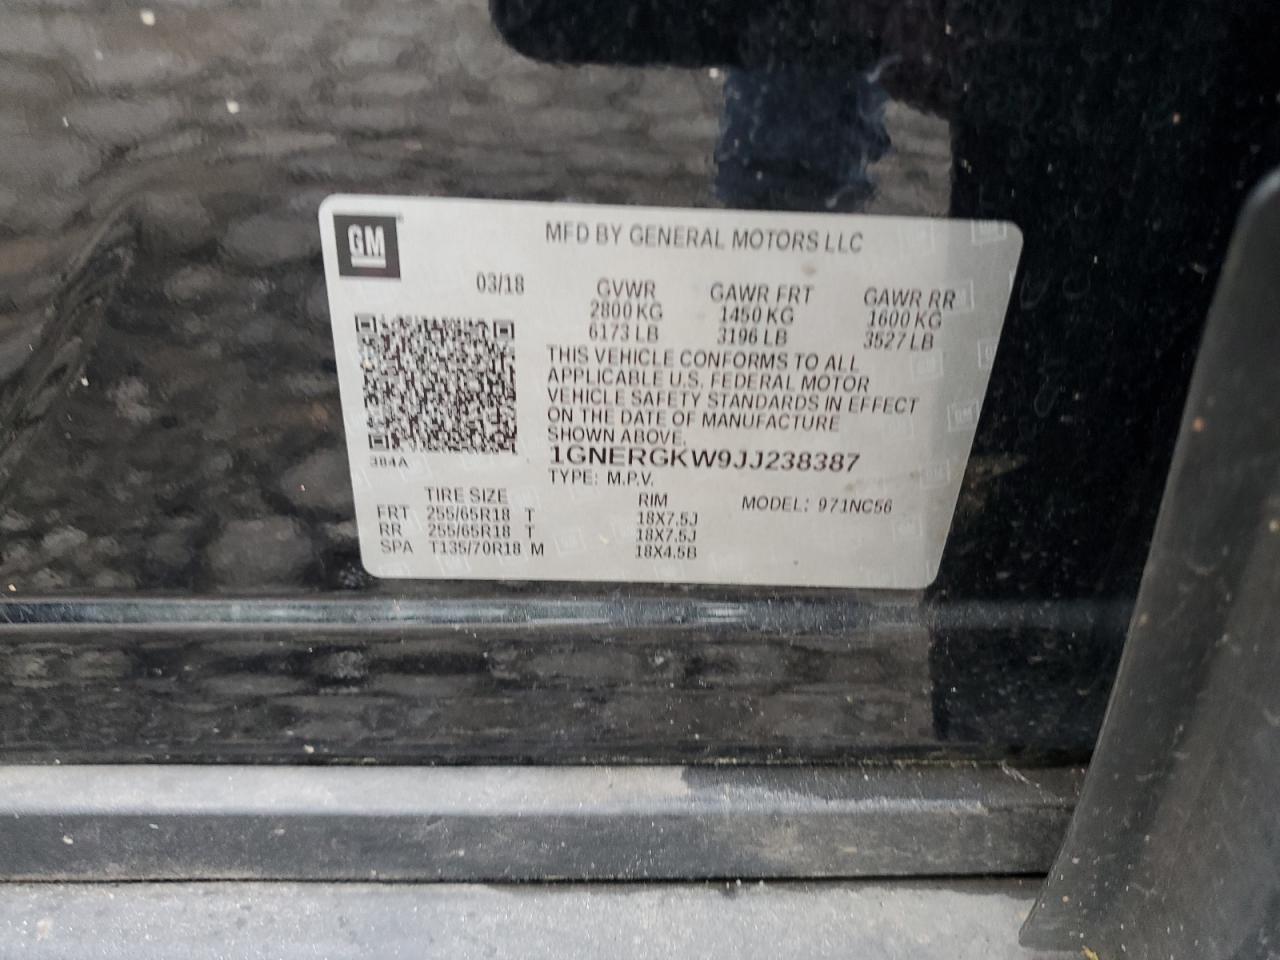 GM
MFD BY GENERAL MOTORS LLC
03/18 GVWR GAWR FRT GAWR RR
2800 KG 1450 KG 1600 KG
6173 LB 3196 LB 3527 LB
THIS VEHICLE CONFORMS TO ALL
APPLICABLE U.S. FEDERAL MOTOR
VEHICLE SAFETY STANDARDS IN EFFECT
ON THE DATE OF MANUFACTURE
SHOWN ABOVE.
384A
1GNERGKW9JJ238387
TYPE: M.P.V.
TIRE SIZE RIM MODEL: 971NC56
FRT 255/65R18 T 18X7.5J
RR 255/65R18 T 18X7.5J
SPA T135/70R18 M 18X4.5B